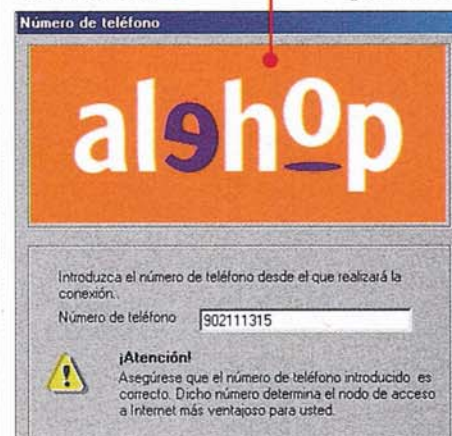 Número de teléfono
alehop
Introduzca el número de teléfono desde el que realizará la
conexión..
Número de teléfono 902111315
¡Atención!
Asegúrese que el número de teléfono introducido es
correcto. Dicho número determina el nodo de acceso
a Internet más ventajoso para usted.